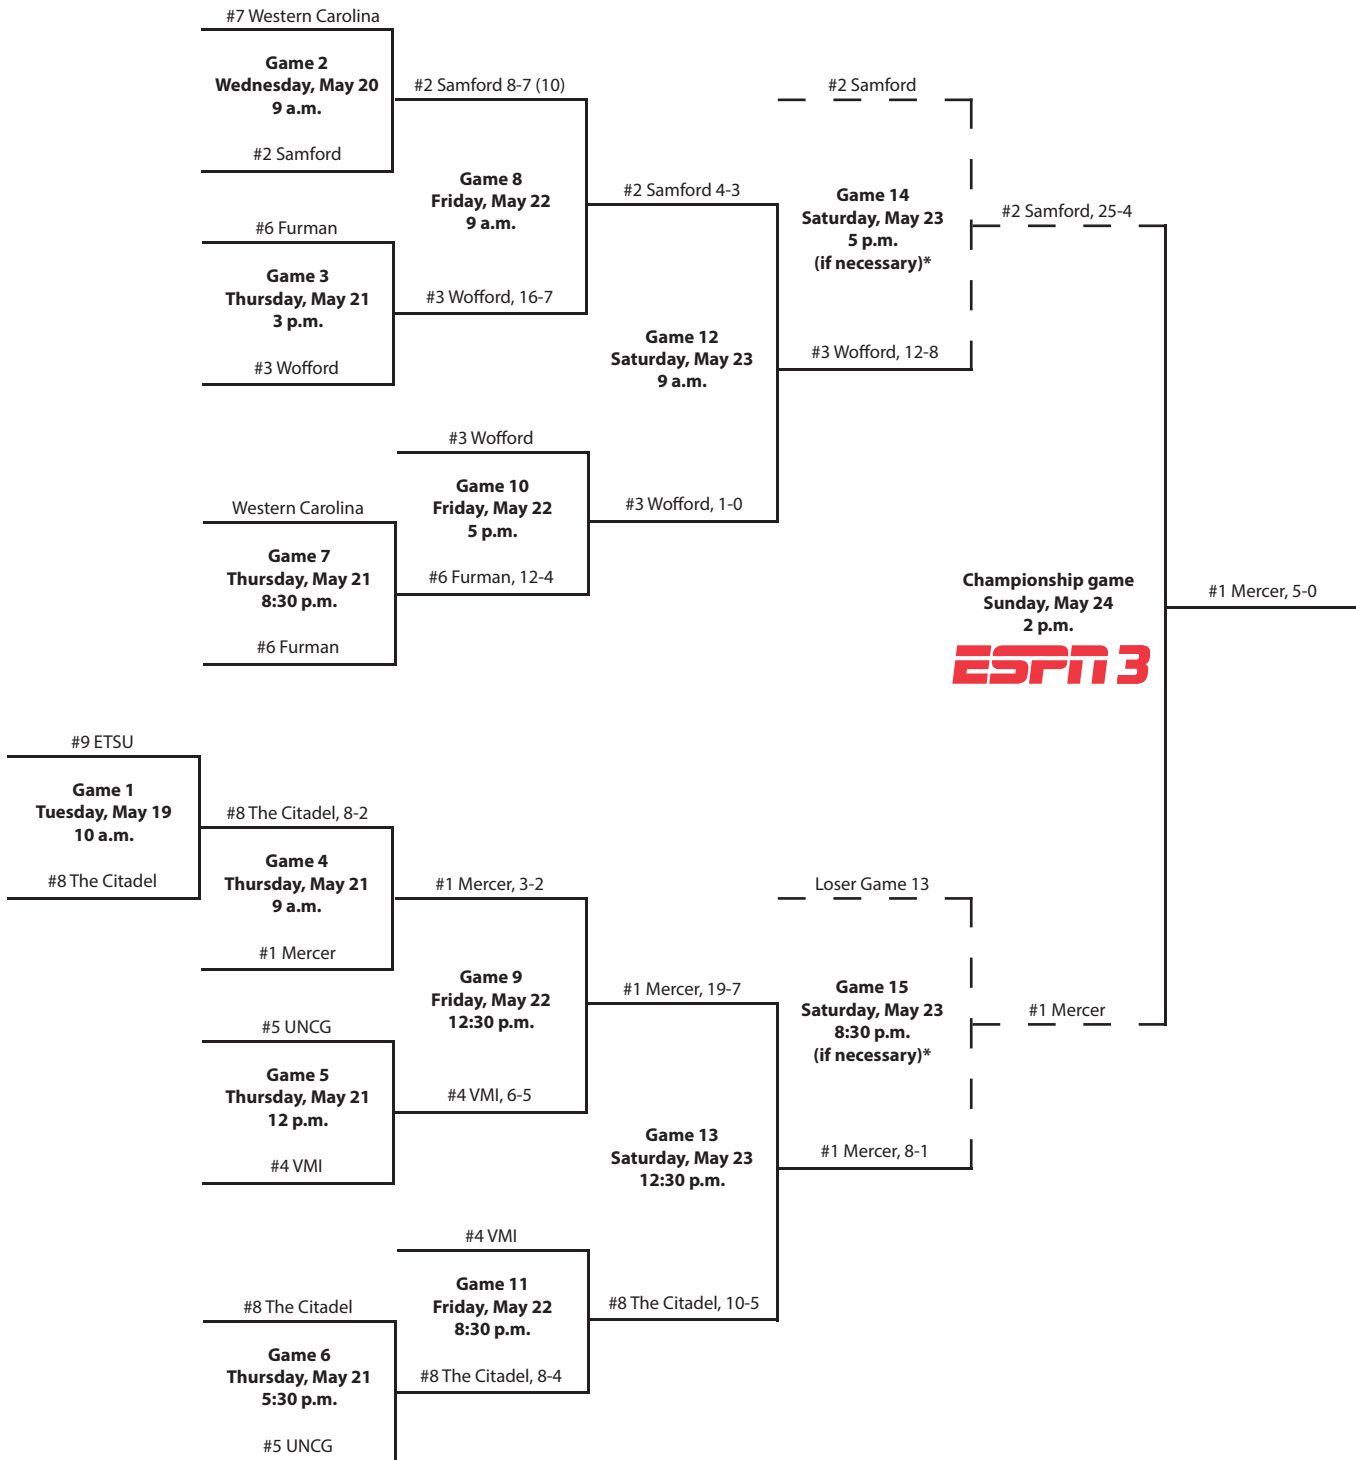 #7 Western Carolina
Game 2
Wednesday, May 20
9 a.m.
#2 Samford
#2 Samford 8-7 (10)
#6 Furman
Game 3
Thursday, May 21
3 p.m.
#3 Wofford
Game 8
Friday, May 22
9 a.m.
#3 Wofford, 16-7
#2 Samford 4-3
Western Carolina
Game 7
Thursday, May 21
8:30 p.m.
#6 Furman
#3 Wofford
Game 10
Friday, May 22
5 p.m.
#6 Furman, 12-4
Game 12
Saturday, May 23
9 a.m.
#3 Wofford, 1-0
#2 Samford
Game 14
Saturday, May 23
5 p.m.
(if necessary)*
#3 Wofford, 12-8
#2 Samford, 25-4
Championship game
Sunday, May 24
2 p.m.
ESPN 3
#1 Mercer, 5-0
#9 ETSU
Game 1
Tuesday, May 19
10 a.m.
#8 The Citadel
#8 The Citadel, 8-2
Game 4
Thursday, May 21
9 a.m.
#1 Mercer
#1 Mercer, 3-2
#5 UNCG
Game 5
Thursday, May 21
12 p.m.
#4 VMI
Game 9
Friday, May 22
12:30 p.m.
#4 VMI, 6-5
#1 Mercer, 19-7
#8 The Citadel
Game 6
Thursday, May 21
5:30 p.m.
#5 UNCG
#4 VMI
Game 11
Friday, May 22
8:30 p.m.
#8 The Citadel, 8-4
Game 13
Saturday, May 23
12:30 p.m.
#8 The Citadel, 10-5
Loser Game 13
Game 15
Saturday, May 23
8:30 p.m.
(if necessary)*
#1 Mercer, 8-1
#1 Mercer